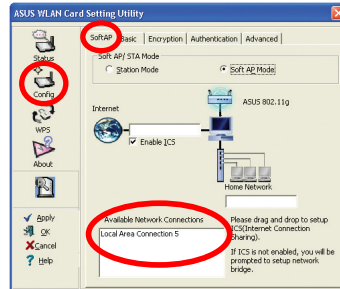 ASUS WLAN Card Setting Utility
Status
Config
WPS
About
Apply
OK
Cancel
Help
SoftAP Basic Encryption Authentication Advanced
Soft AP/ STA Mode
Station Mode Soft AP Mode
Internet
ASUS 802.11g
Enable ICS
Home Network
Available Network Connections
Local Area Connection 5
Please drag and drop to setup
ICS(Internet Connection
Sharing).
If ICS is not enabled, you will be
prompted to setup network
bridge.